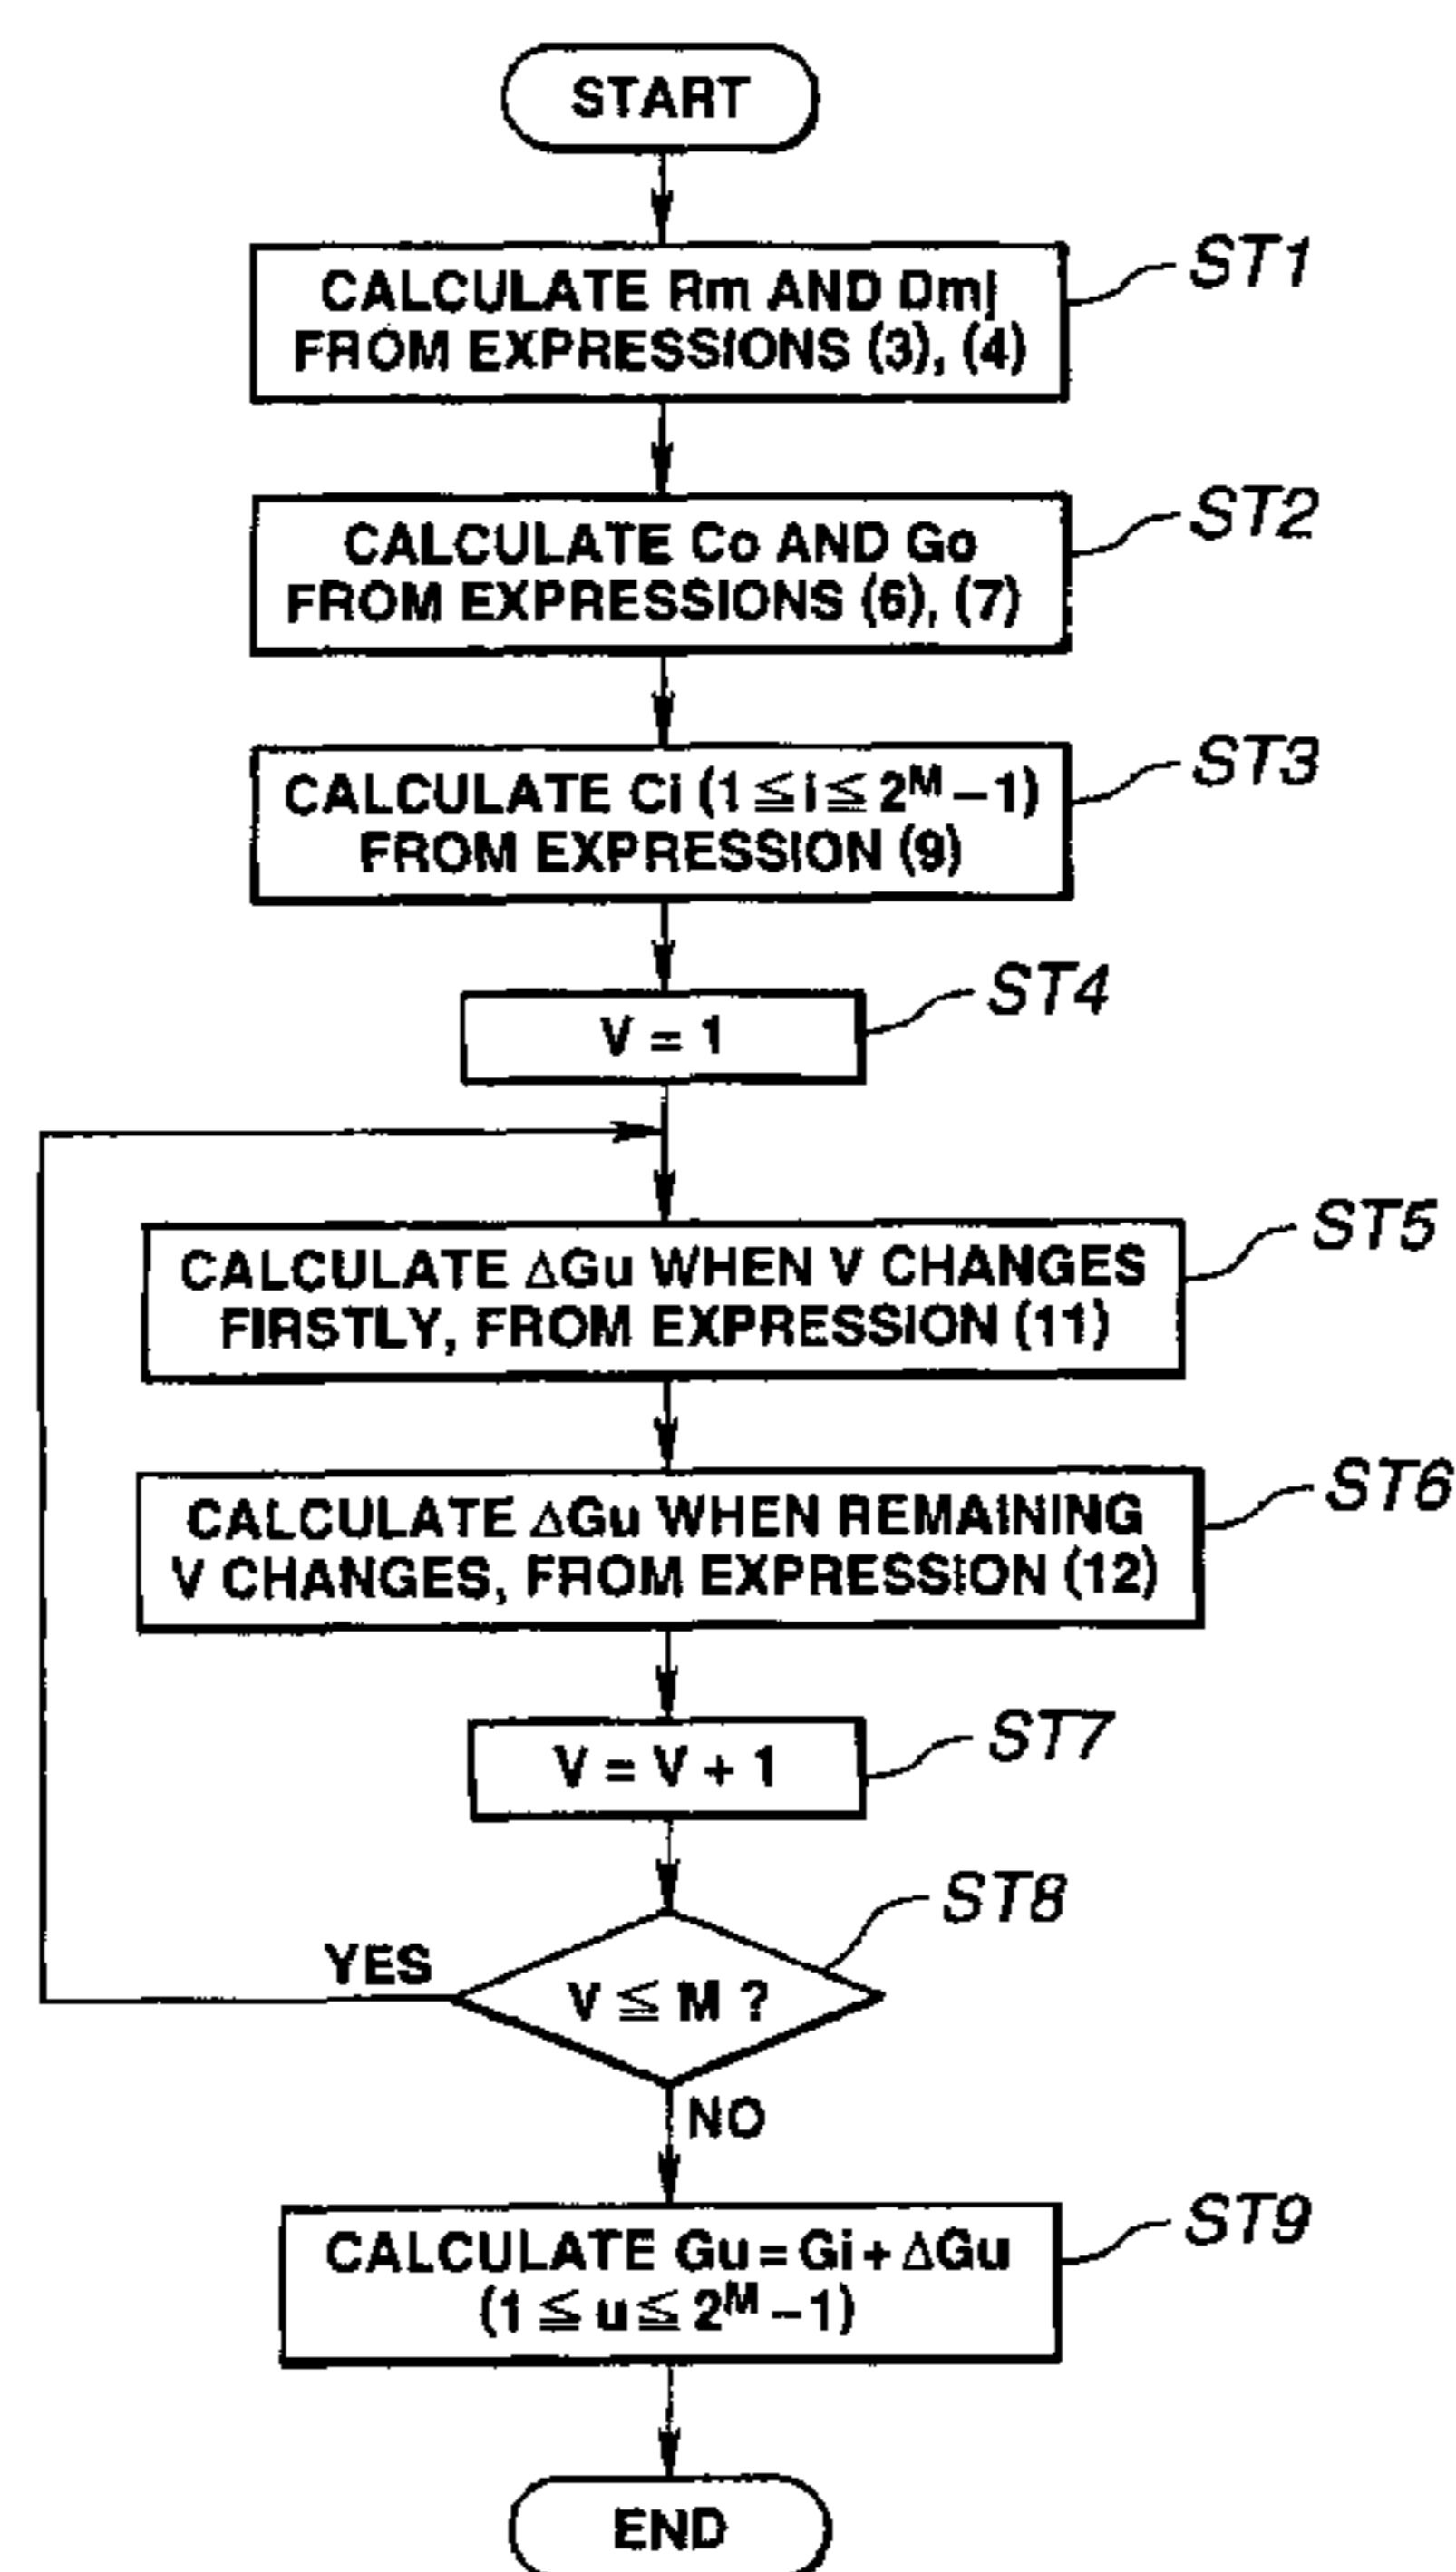 START
CALCULATE Rm AND Dmj
FROM EXPRESSIONS (3), (4)
ST1
CALCULATE Co AND Go
FROM EXPRESSIONS (6), (7)
ST2
CALCULATE Ci (1 ≦ i ≦ 2^M − 1)
FROM EXPRESSION (9)
ST3
V = 1
ST4
CALCULATE ΔGu WHEN V CHANGES
FIRSTLY, FROM EXPRESSION (11)
ST5
CALCULATE ΔGu WHEN REMAINING
V CHANGES, FROM EXPRESSION (12)
ST6
V = V + 1
ST7
V ≦ M ?
ST8
YES
NO
CALCULATE Gu = Gi + ΔGu
(1 ≦ u ≦ 2^M − 1)
ST9
END